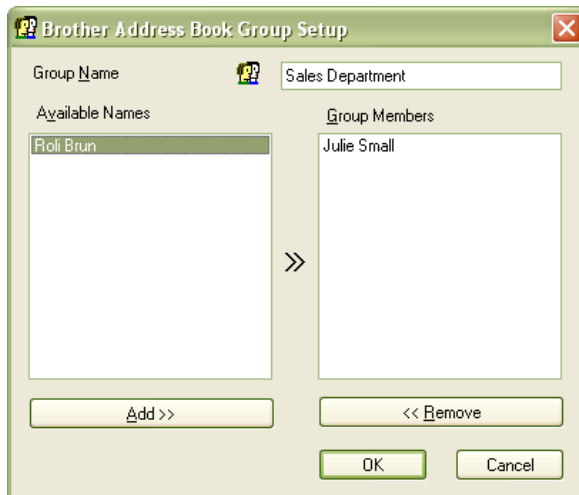 Brother Address Book Group Setup
Group Name
Sales Department
Available Names
Group Members
Roli Brun
Julie Small
Add >>
<< Remove
OK
Cancel